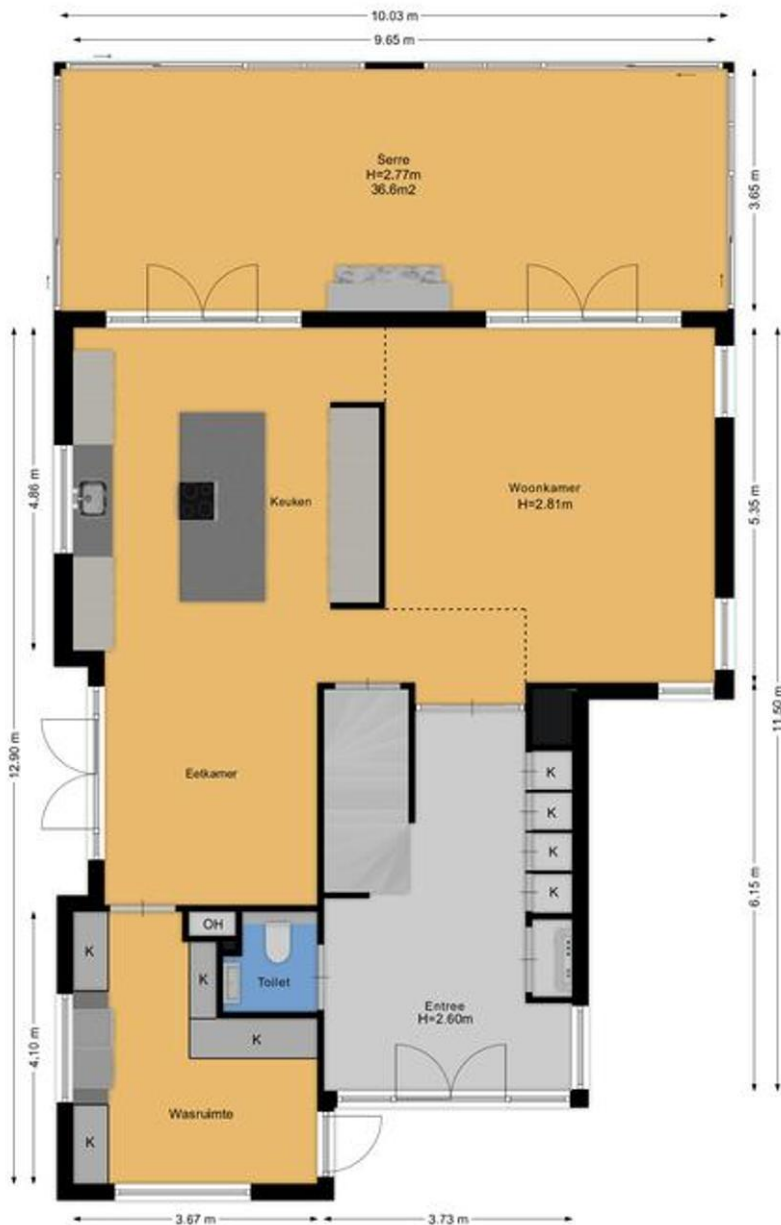 10.03 m
9.65 m
Serre
H=2.77m
36.6m2
3.65 m
4.86 m
Keuken
Woonkamer
H=2.81m
5.35 m
12.90 m
11.50 m
Eetkamer
K
K
K
K
6.15 m
OH
K
K
Toilet
K
Entree
H=2.60m
4.10 m
Wasruimte
K
3.67 m
3.73 m